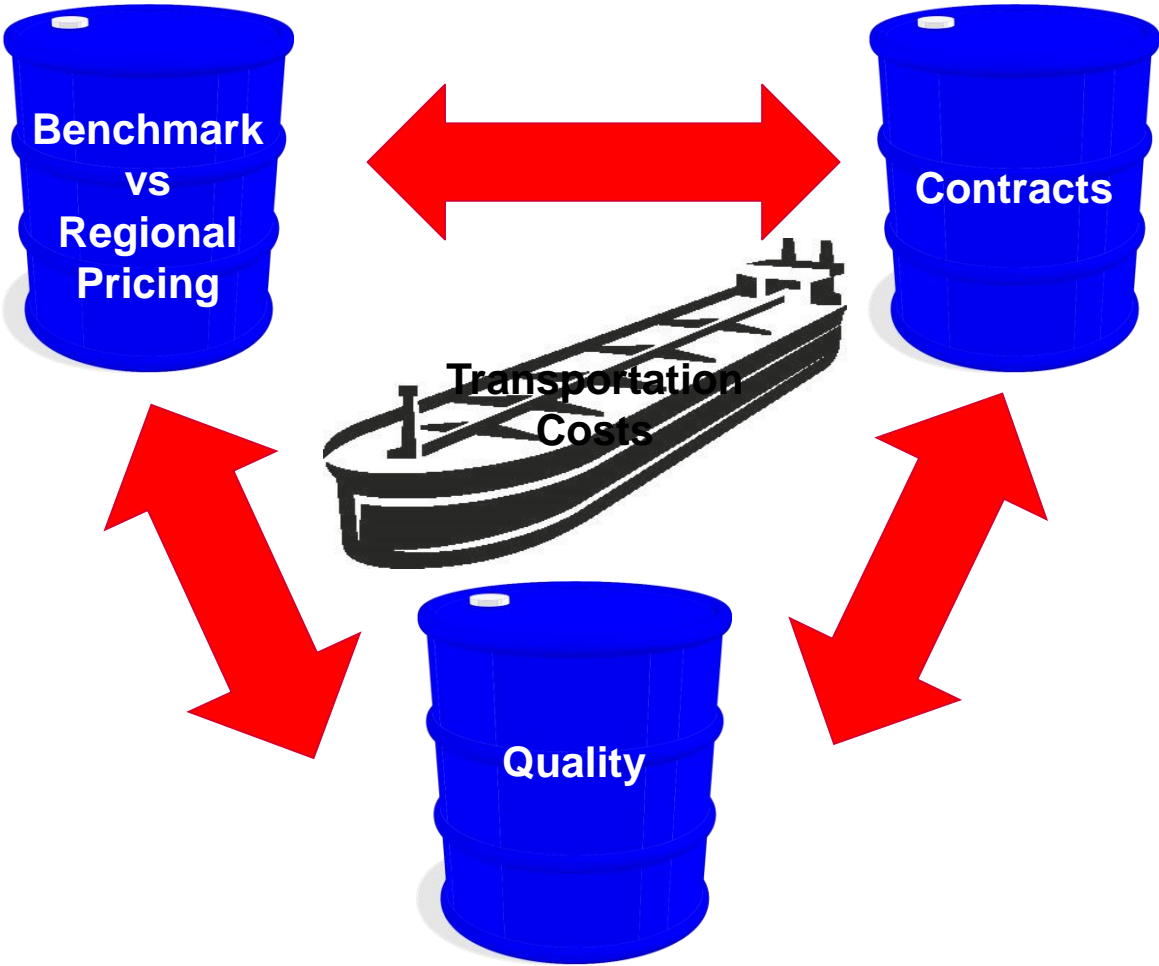 Benchmark
vs
Regional
Pricing
Contracts
Transportation
Costs
Quality